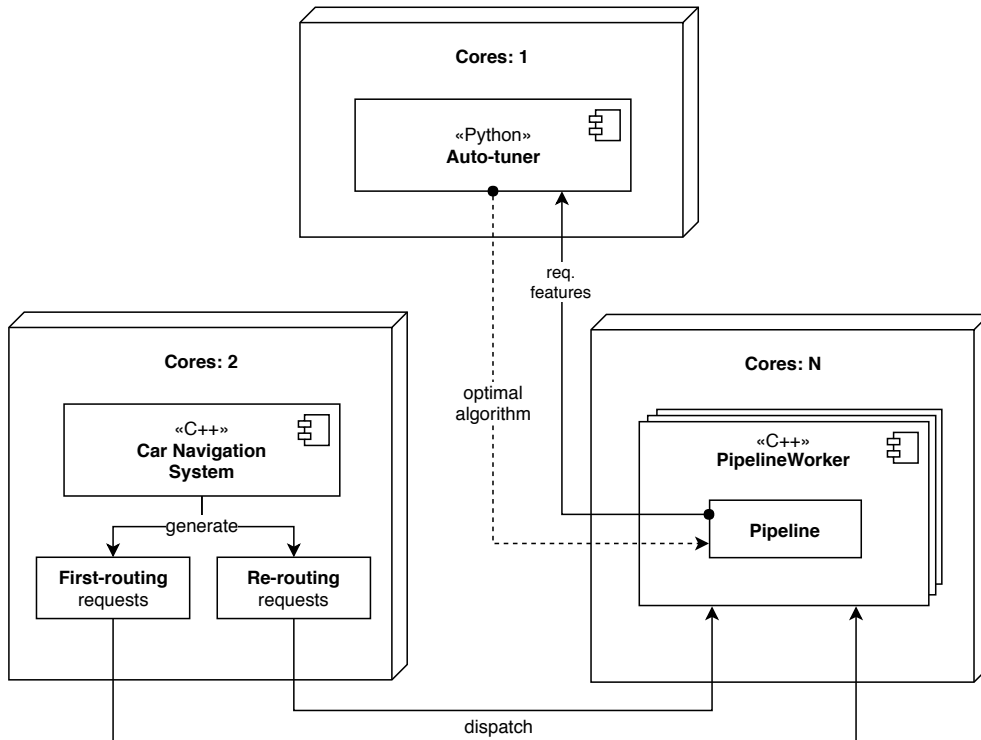 Cores: 1
«Python»
Auto-tuner
req.
features
Cores: 2
«C++»
Car Navigation
System
generate
First-routing
requests
Re-routing
requests
optimal
algorithm
Cores: N
«C++»
PipelineWorker
Pipeline
dispatch